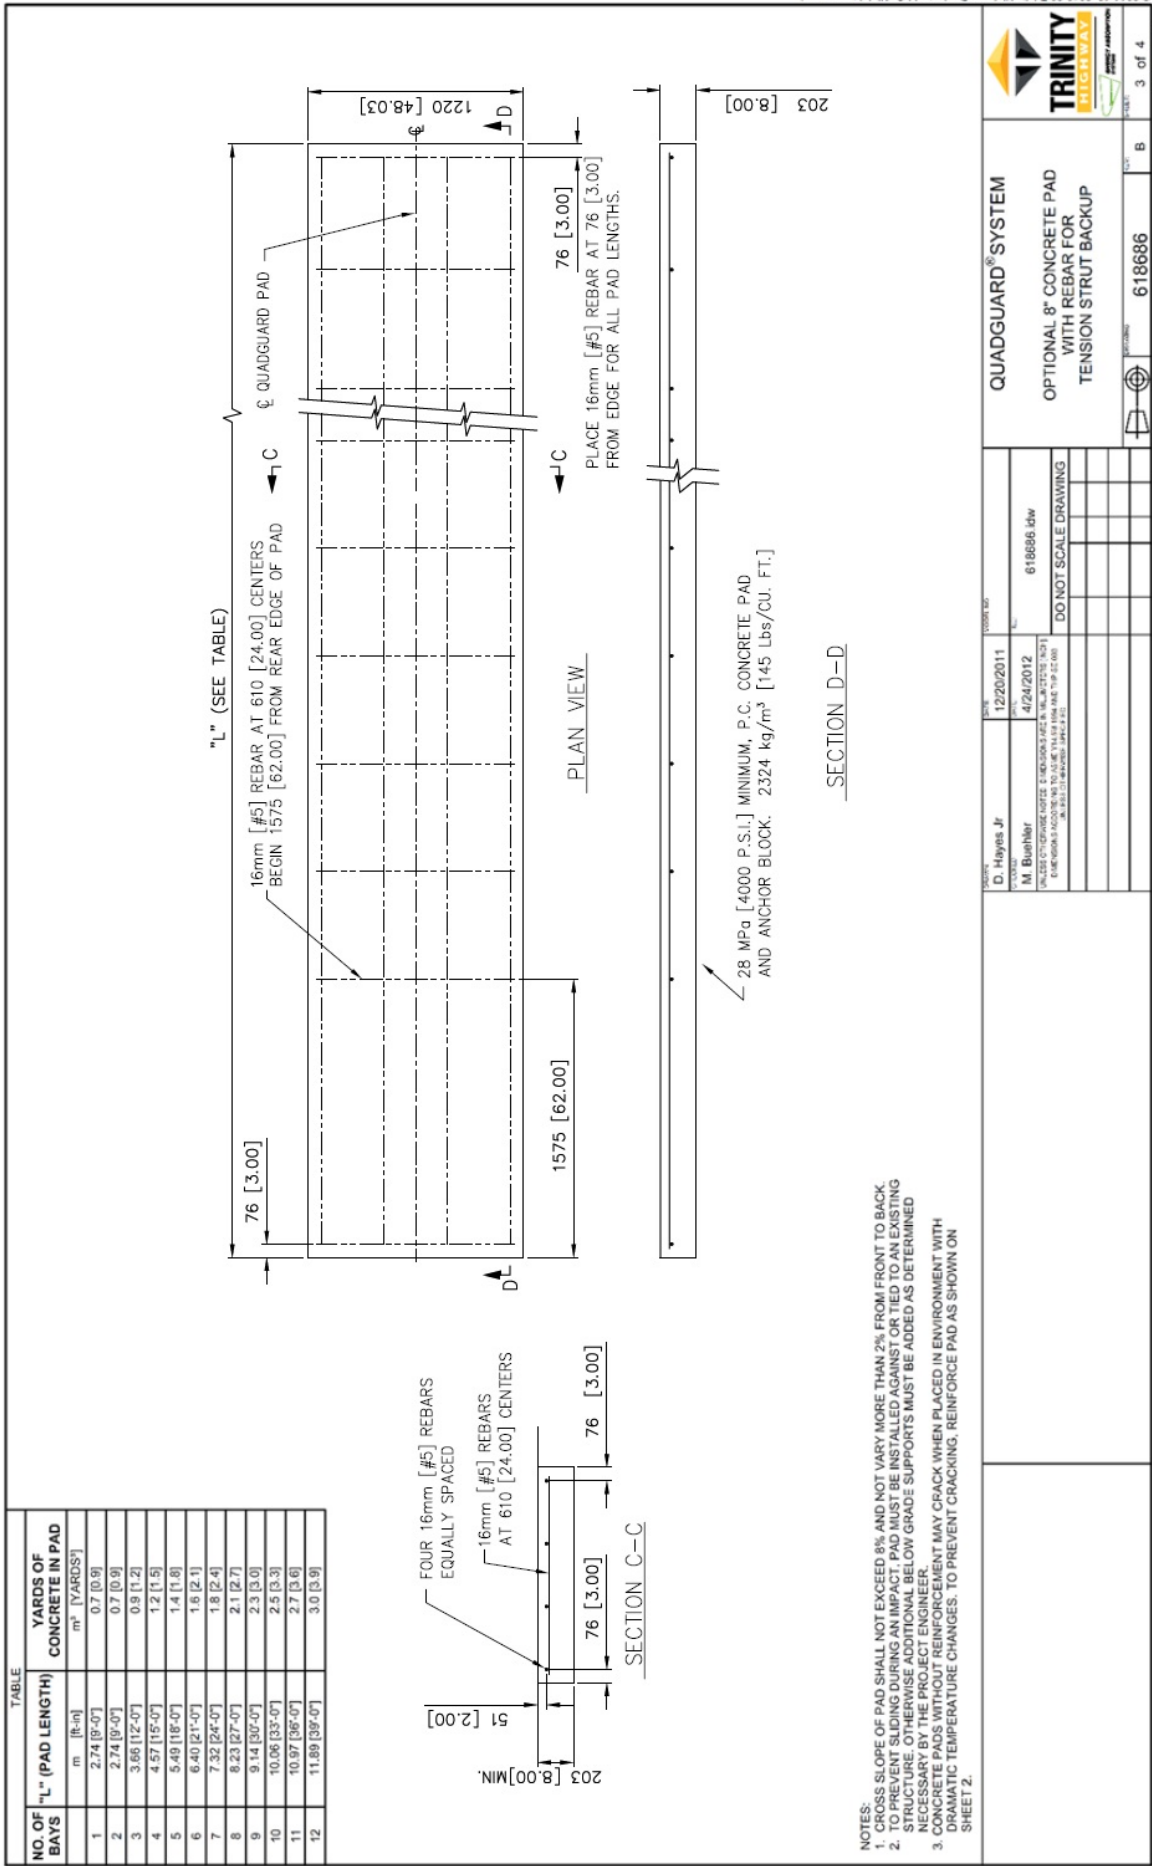 TABLE
NO. OF BAYS
"L" (PAD LENGTH)
YARDS OF CONCRETE IN PAD
m [ft-in]
m³ [YARDS³]
1 2.74 [9'-0"] 0.7 [0.9]
2 2.74 [9'-0"] 0.7 [0.9]
3 3.66 [12'-0"] 0.9 [1.2]
4 4.57 [15'-0"] 1.2 [1.5]
5 5.49 [18'-0"] 1.4 [1.8]
6 6.40 [21'-0"] 1.6 [2.1]
7 7.32 [24'-0"] 1.8 [2.4]
8 8.23 [27'-0"] 2.1 [2.7]
9 9.14 [30'-0"] 2.3 [3.0]
10 10.06 [33'-0"] 2.5 [3.3]
11 10.97 [36'-0"] 2.7 [3.6]
12 11.89 [39'-0"] 3.0 [3.9]
"L" (SEE TABLE)
76 [3.00]
16mm [#5] REBAR AT 610 [24.00] CENTERS
BEGIN 1575 [62.00] FROM REAR EDGE OF PAD
C
℄ QUADGUARD PAD
1220 [48.03]
℄
D
D
1575 [62.00]
PLAN VIEW
C
76 [3.00]
PLACE 16mm [#5] REBAR AT 76 [3.00]
FROM EDGE FOR ALL PAD LENGTHS.
FOUR 16mm [#5] REBARS
EQUALLY SPACED
16mm [#5] REBARS
AT 610 [24.00] CENTERS
51 [2.00]
203 [8.00]MIN.
76 [3.00]
76 [3.00]
SECTION C-C
203 [8.00]
28 MPa [4000 P.S.I.] MINIMUM, P.C. CONCRETE PAD
AND ANCHOR BLOCK. 2324 kg/m³ [145 Lbs/CU. FT.]
SECTION D-D
NOTES:
1. CROSS SLOPE OF PAD SHALL NOT EXCEED 8% AND NOT VARY MORE THAN 2% FROM FRONT TO BACK.
2. TO PREVENT SLIDING DURING AN IMPACT, PAD MUST BE INSTALLED AGAINST OR TIED TO AN EXISTING
STRUCTURE. OTHERWISE ADDITIONAL BELOW GRADE SUPPORTS MUST BE ADDED AS DETERMINED
NECESSARY BY THE PROJECT ENGINEER.
3. CONCRETE PADS WITHOUT REINFORCEMENT MAY CRACK WHEN PLACED IN ENVIRONMENT WITH
DRAMATIC TEMPERATURE CHANGES. TO PREVENT CRACKING, REINFORCE PAD AS SHOWN ON
SHEET 2.
D. Hayes Jr
DATE
12/20/2011
M. Buehler
4/24/2012
618686.idw
DO NOT SCALE DRAWING
QUADGUARD® SYSTEM
OPTIONAL 8" CONCRETE PAD
WITH REBAR FOR
TENSION STRUT BACKUP
618686
B
3 of 4
TRINITY
HIGHWAY